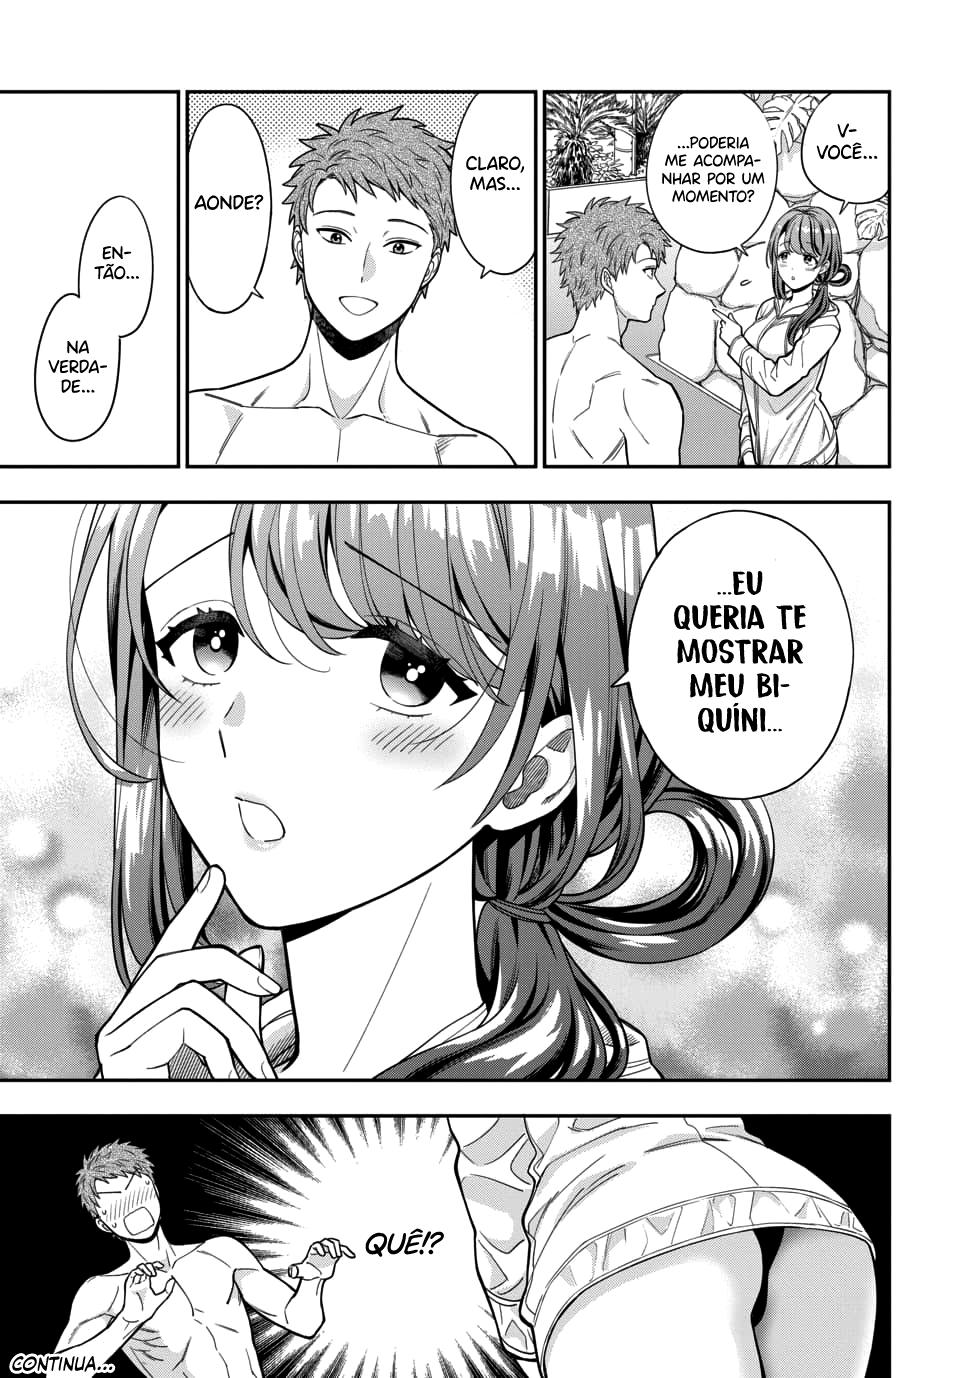 V-
VOCÊ...
...PODERIA
ME ACOMPA-
NHAR POR UM
MOMENTO?
CLARO,
MAS...
AONDE?
EN-
TÃO...
NA
VERDA-
DE...
...EU
QUERIA TE
MOSTRAR
MEU BI-
QUÍNI...
QUÊ!?
CONTINUA...